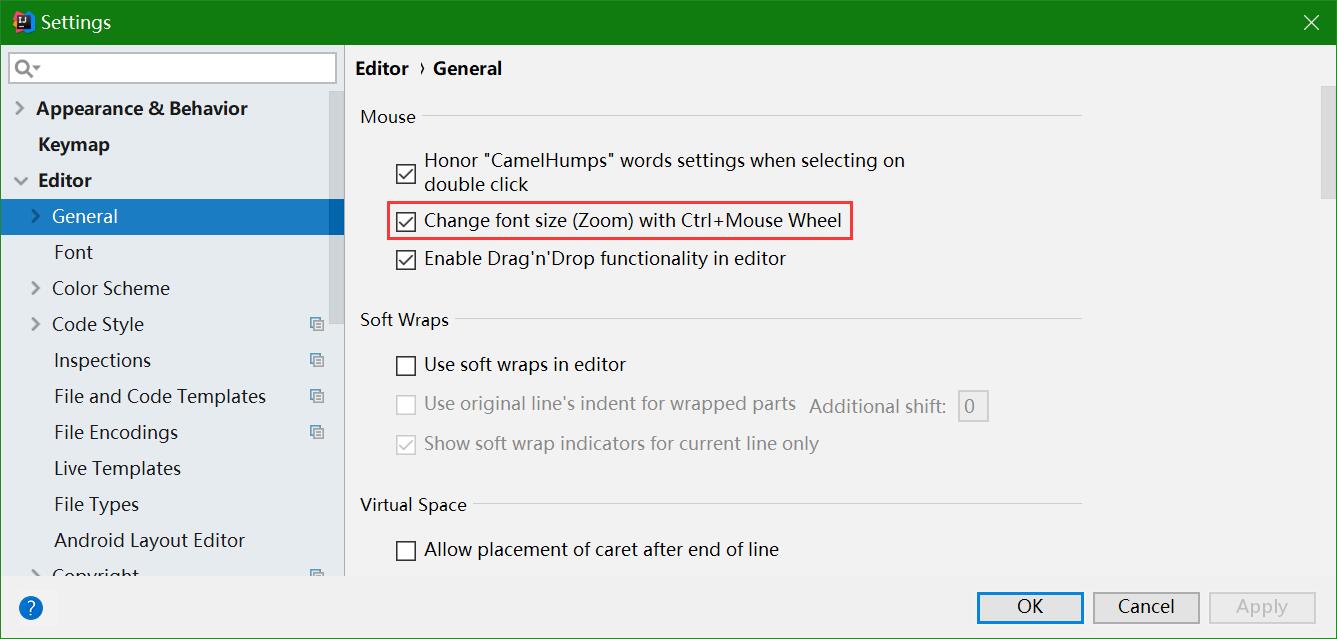 Settings
Appearance & Behavior
Keymap
Editor
General
Font
Color Scheme
Code Style
Inspections
File and Code Templates
File Encodings
Live Templates
File Types
Android Layout Editor
Copyright
Editor › General
Mouse
Honor "CamelHumps" words settings when selecting on
double click
Change font size (Zoom) with Ctrl+Mouse Wheel
Enable Drag'n'Drop functionality in editor
Soft Wraps
Use soft wraps in editor
Use original line's indent for wrapped parts Additional shift: 0
Show soft wrap indicators for current line only
Virtual Space
Allow placement of caret after end of line
?
OK Cancel Apply